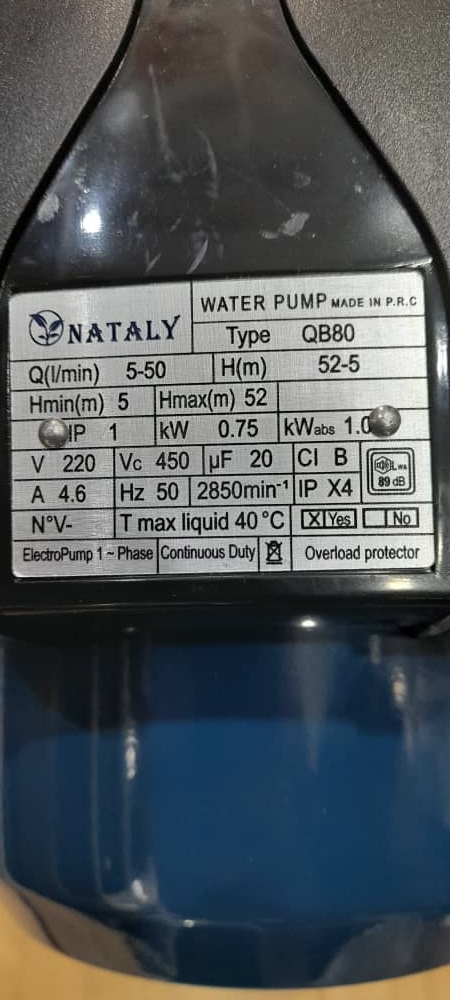 NATALY
WATER PUMP MADE IN P.R.C
Type QB80
Q(l/min) 5-50 H(m) 52-5
Hmin(m) 5 Hmax(m) 52
IP 1 kW 0.75 kWabs 1.0
V 220 Vc 450 µF 20 Cl B
LWA
89 dB
A 4.6 Hz 50 2850min⁻¹ IP X4
N°V- T max liquid 40°C X Yes No
ElectroPump 1~Phase Continuous Duty Overload protector